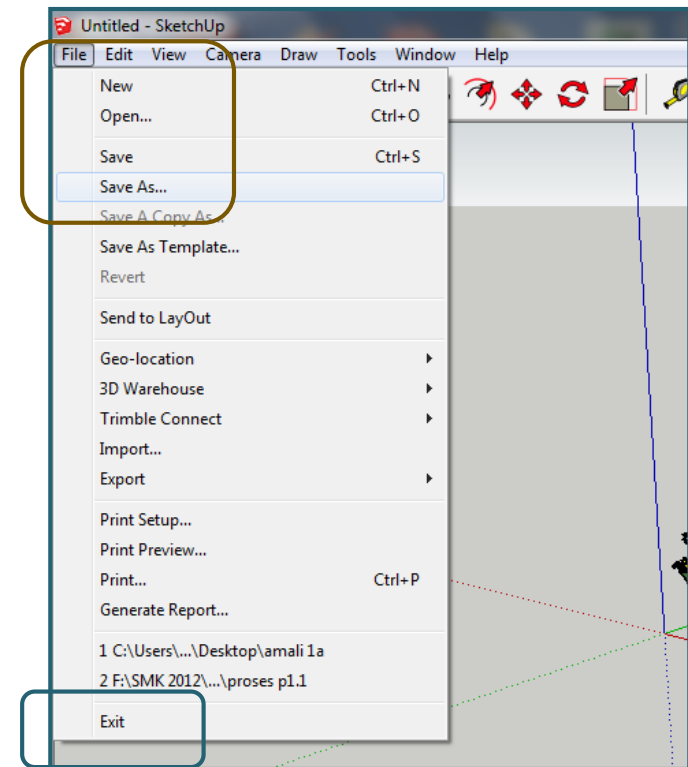 Untitled - SketchUp
File Edit View Camera Draw Tools Window Help
New Ctrl+N
Open... Ctrl+O
Save Ctrl+S
Save As...
Save A Copy As...
Save As Template...
Revert
Send to LayOut
Geo-location
3D Warehouse
Trimble Connect
Import...
Export
Print Setup...
Print Preview...
Print... Ctrl+P
Generate Report...
1 C:\Users\...\Desktop\amali 1a
2 F:\SMK 2012\...\proses p1.1
Exit